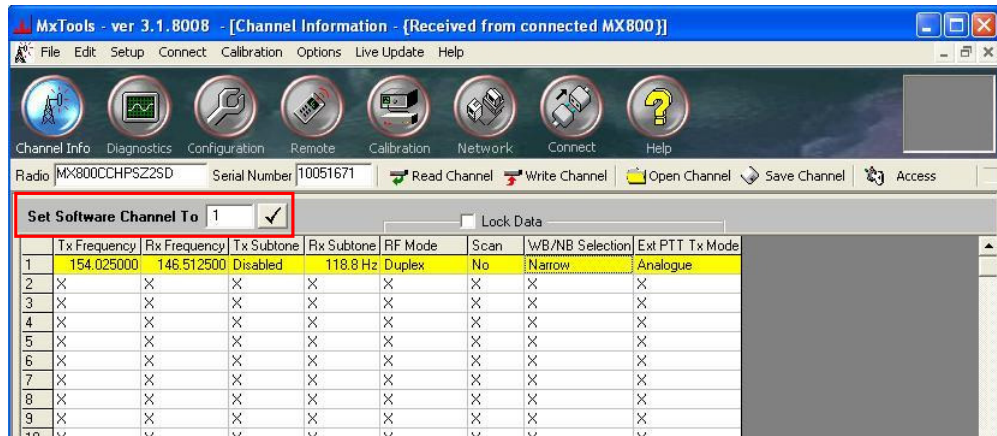 MxTools - ver 3.1.8008 - [Channel Information - {Received from connected MX800}]
File Edit Setup Connect Calibration Options Live Update Help
Channel Info Diagnostics Configuration Remote Calibration Network Connect Help
Radio MX800CCHPSZ2SD Serial Number 10051671 Read Channel Write Channel Open Channel Save Channel Access
Set Software Channel To 1 Lock Data
Tx Frequency Rx Frequency Tx Subtone Rx Subtone RF Mode Scan WB/NB Selection Ext PTT Tx Mode
1 154.025000 146.512500 Disabled 118.8 Hz Duplex No Narrow Analogue
2 X X X X X X X X
3 X X X X X X X X
4 X X X X X X X X
5 X X X X X X X X
6 X X X X X X X X
7 X X X X X X X X
8 X X X X X X X X
9 X X X X X X X X